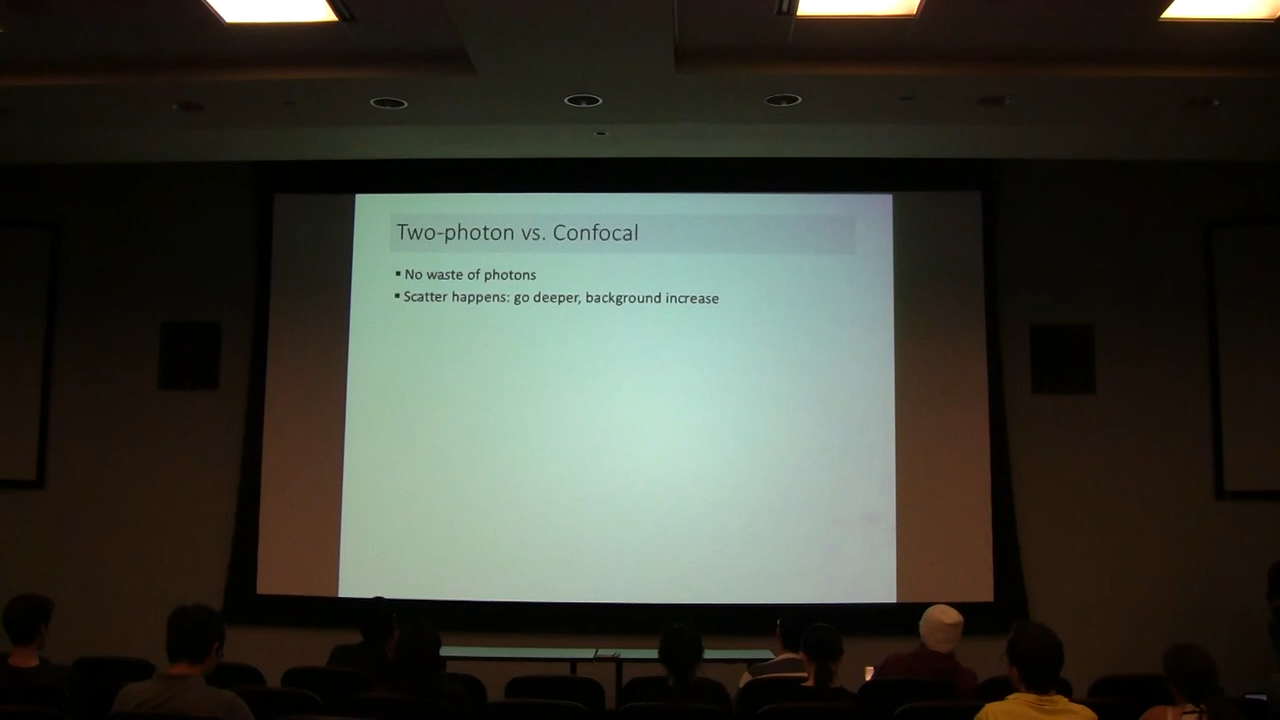 Two-photon vs. Confocal
▪ No waste of photons
▪ Scatter happens: go deeper, background increase